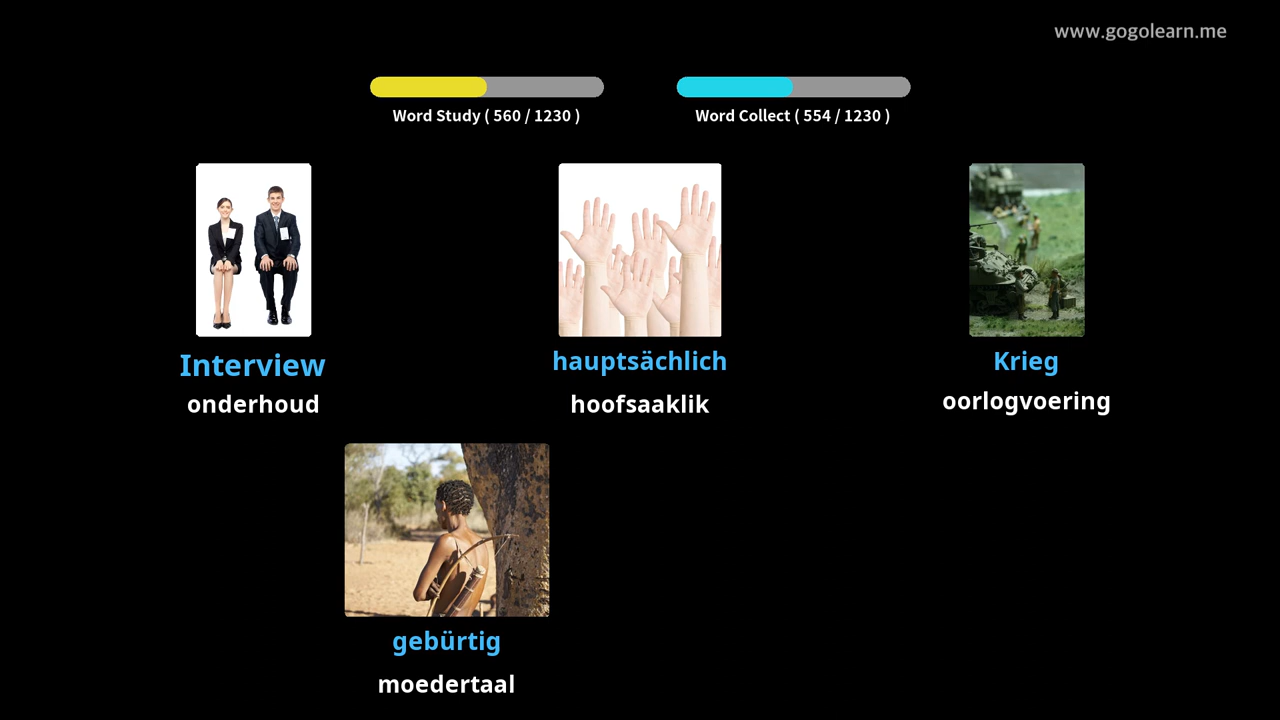 www.gogolearn.me
Word Study ( 560 / 1230 )
Word Collect ( 554 / 1230 )
Interview
onderhoud
hauptsächlich
hoofsaaklik
Krieg
oorlogvoering
gebürtig
moedertaal